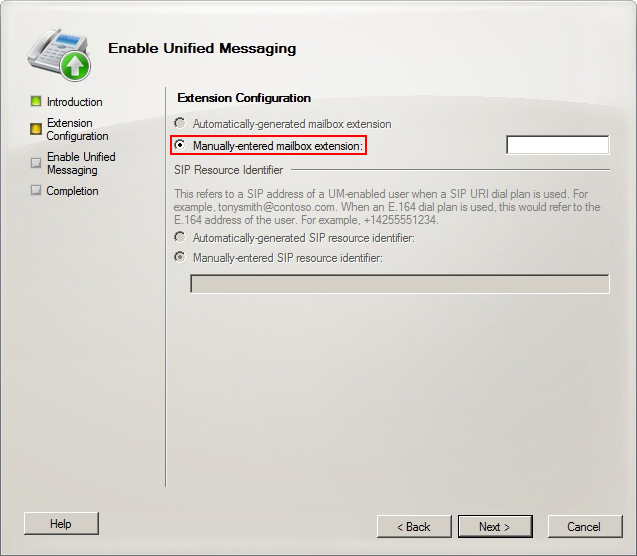 Enable Unified Messaging
Introduction
Extension
Configuration
Enable Unified
Messaging
Completion
Extension Configuration
Automatically-generated mailbox extension
Manually-entered mailbox extension:
SIP Resource Identifier
This refers to a SIP address of a UM-enabled user when a SIP URI dial plan is used. For
example, tonysmith@contoso.com. When an E.164 dial plan is used, this would refer to the
E.164 address of the user. For example, +14255551234.
Automatically-generated SIP resource identifier:
Manually-entered SIP resource identifier:
Help
< Back
Next >
Cancel